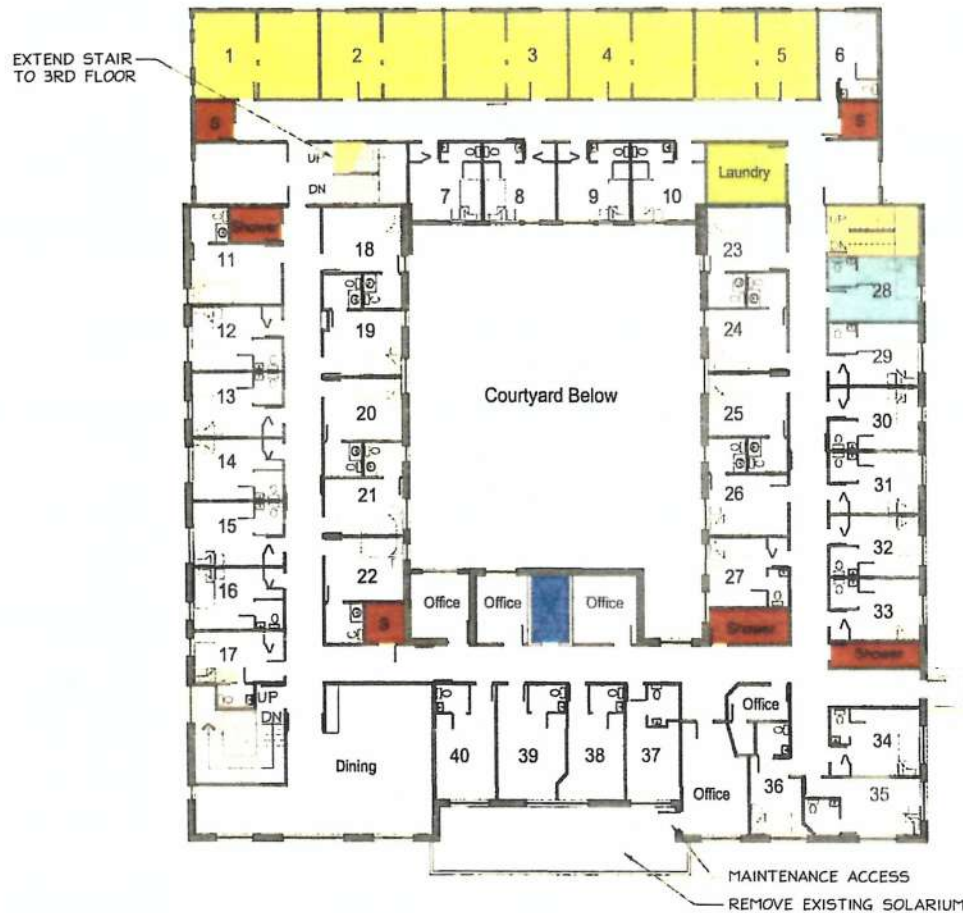 EXTEND STAIR
TO 3RD FLOOR
1
2
3
4
5
6
S
S
UP
DN
7
8
9
10
Laundry
Shower
11
18
23
UP
28
12
19
24
29
13
20
Courtyard Below
25
30
14
21
26
31
15
32
16
22
27
33
Office
Office
Office
S
Shower
Shower
17
UP
DN
Dining
40
39
38
37
Office
Office
36
34
35
MAINTENANCE ACCESS
REMOVE EXISTING SOLARIUM